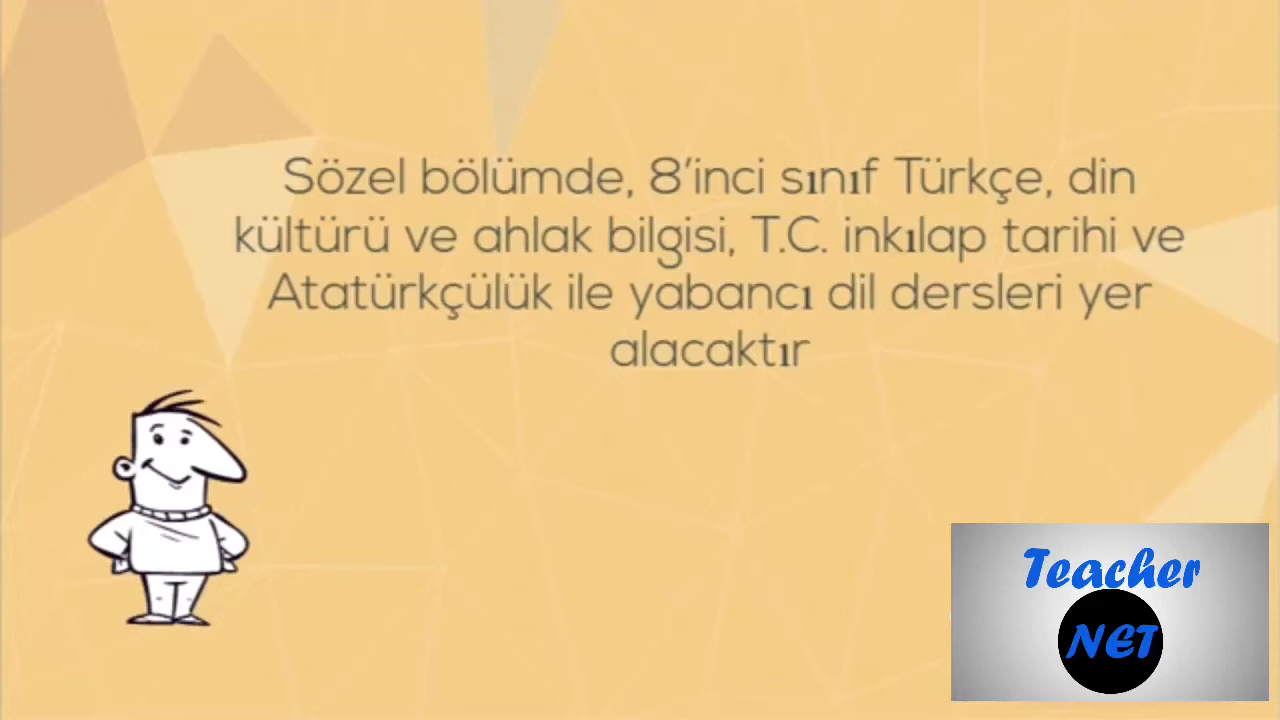 Sözel bölümde, 8'inci sınıf Türkçe, din
kültürü ve ahlak bilgisi, T.C. inkılap tarihi ve
Atatürkçülük ile yabancı dil dersleri yer
alacaktır
Teacher
NET